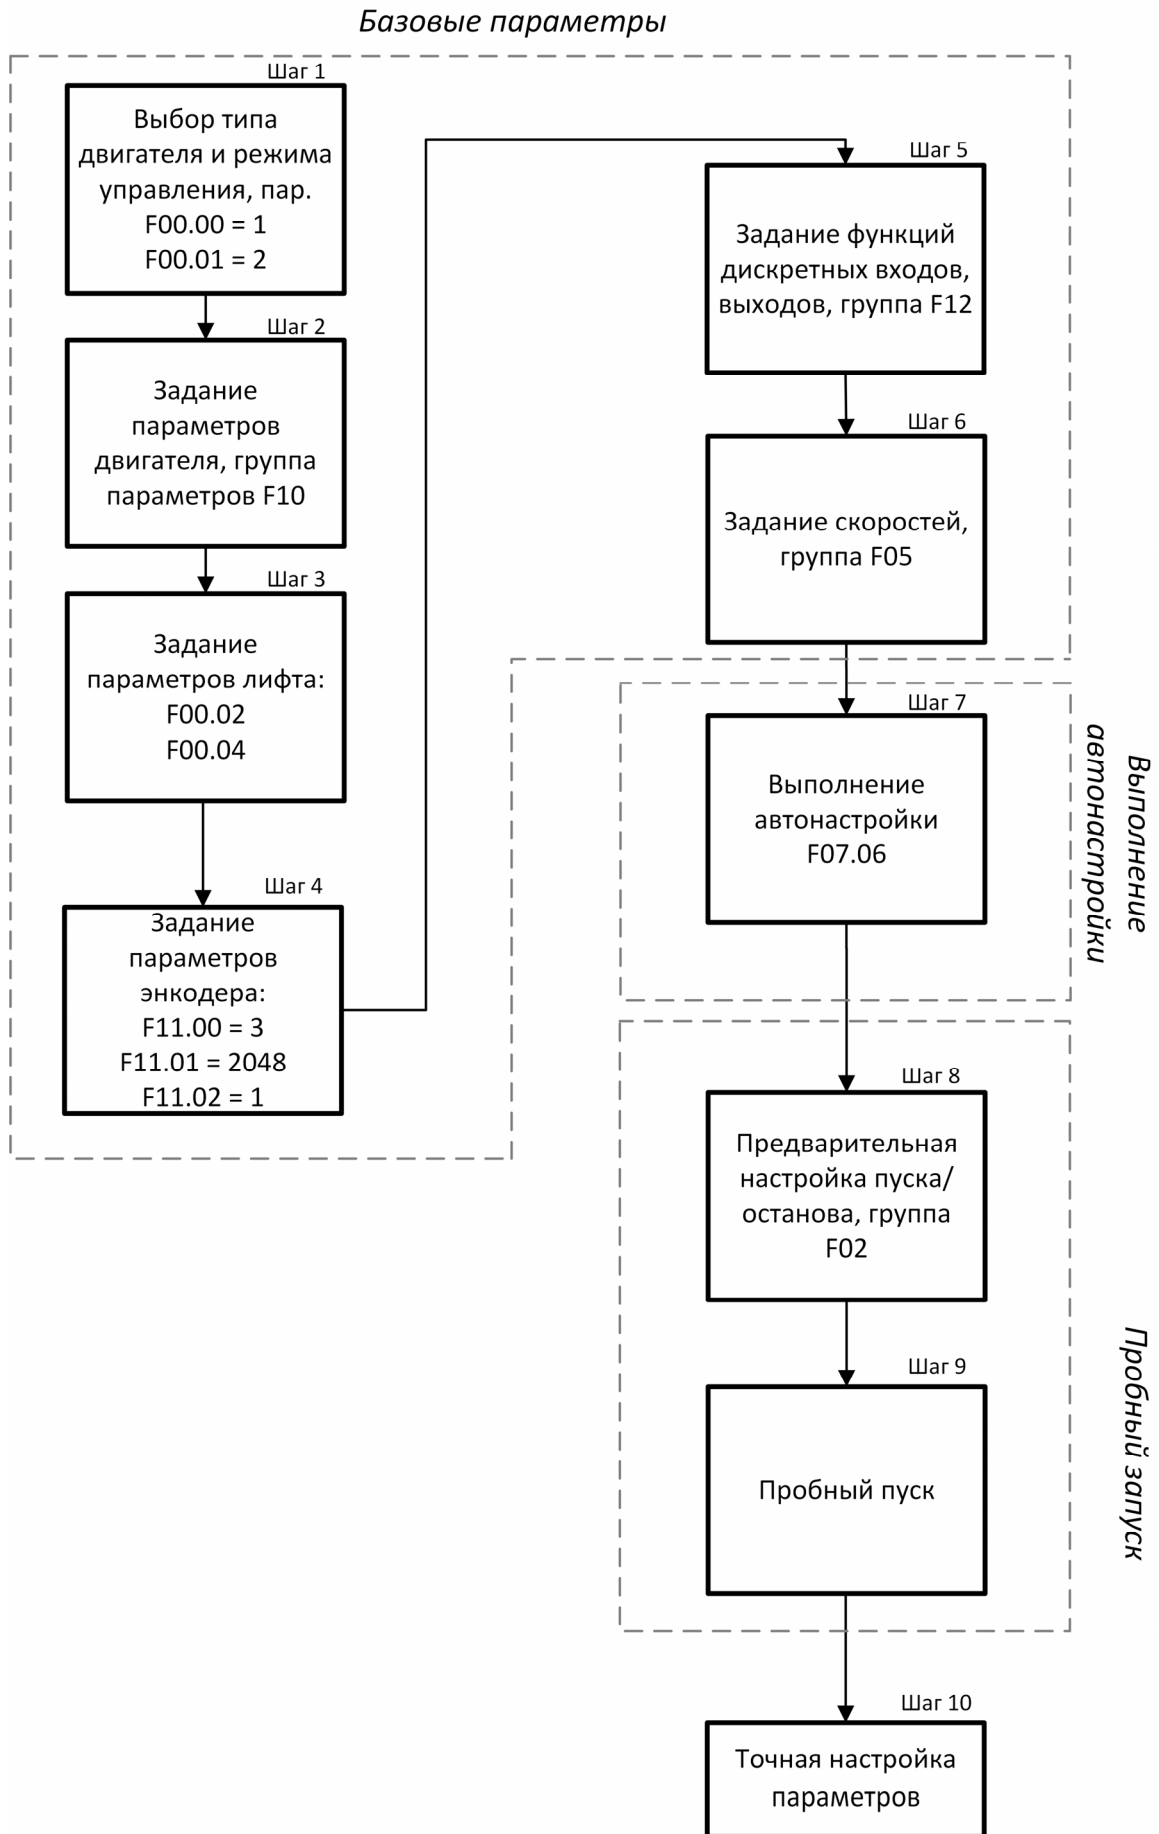 Базовые параметры
Шаг 1
Выбор типа
двигателя и режима
управления, пар.
F00.00 = 1
F00.01 = 2
Шаг 2
Задание
параметров
двигателя, группа
параметров F10
Шаг 3
Задание
параметров лифта:
F00.02
F00.04
Шаг 4
Задание
параметров
энкодера:
F11.00 = 3
F11.01 = 2048
F11.02 = 1
Шаг 5
Задание функций
дискретных входов,
выходов, группа F12
Шаг 6
Задание скоростей,
группа F05
Выполнение
автонастройки
Шаг 7
Выполнение
автонастройки
F07.06
Пробный запуск
Шаг 8
Предварительная
настройка пуска/
останова, группа
F02
Шаг 9
Пробный пуск
Шаг 10
Точная настройка
параметров